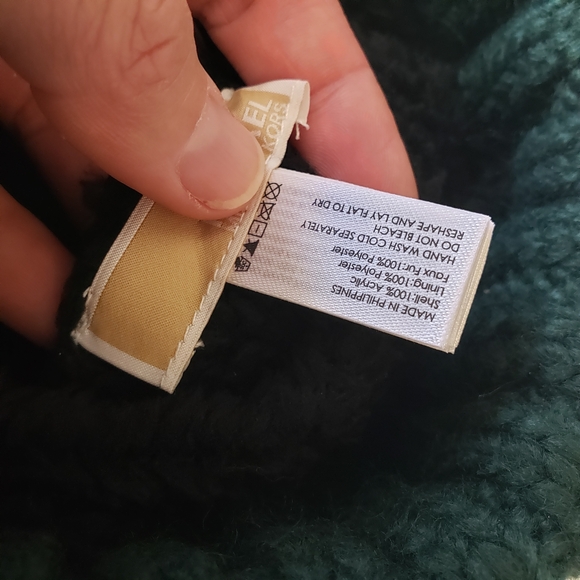 AEL
KORS
MADE IN PHILIPPINES
Shell:100% Acrylic
Lining: 100% Polyester
Faux fur:100% Polyester
HAND WASH COLD SEPARATELY
DO NOT BLEACH
RESHAPE AND LAY FLAT TO DRY